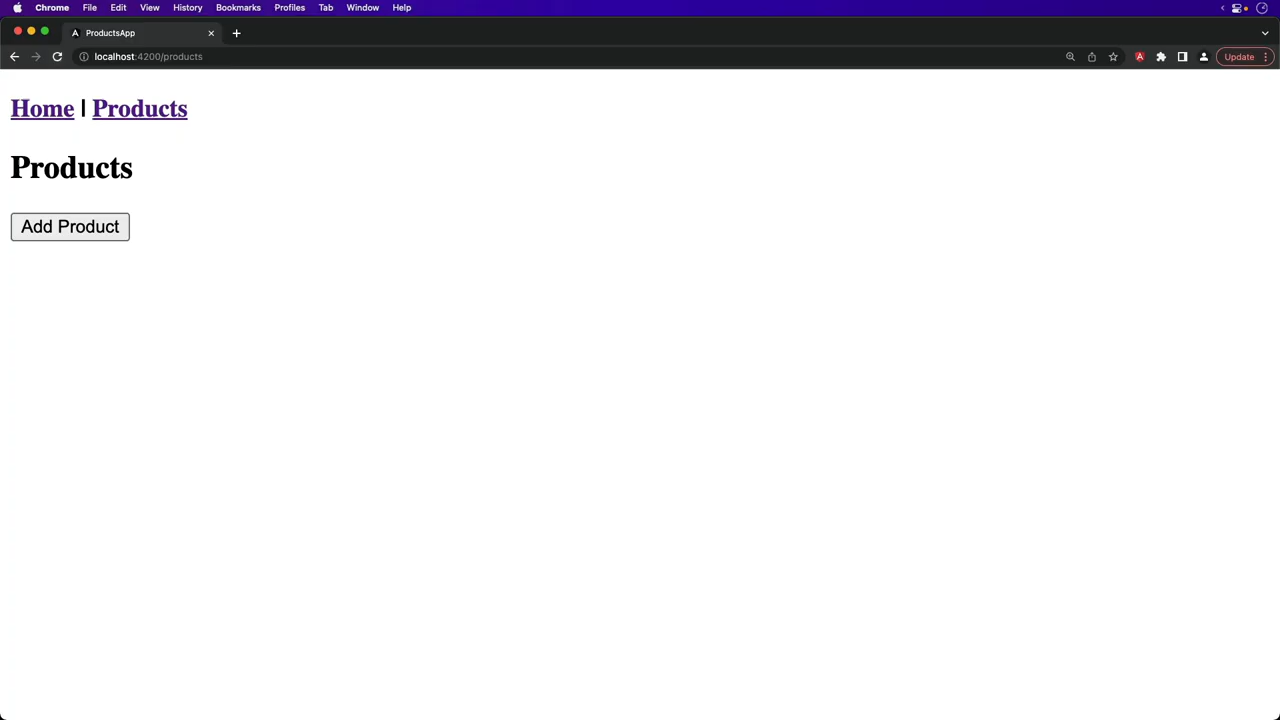 Chrome File Edit View History Bookmarks Profiles Tab Window Help
ProductsApp
localhost:4200/products
Update
Home | Products
Products
Add Product